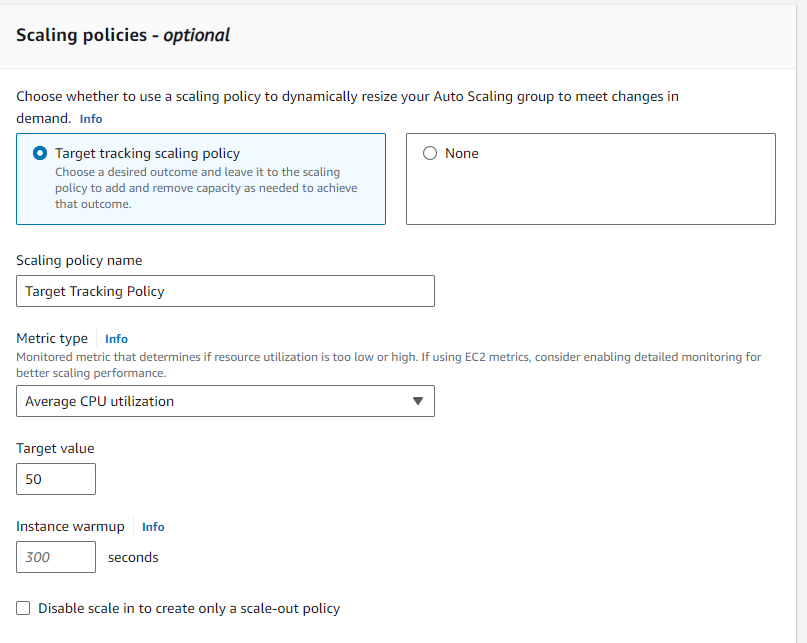 Scaling policies - optional
Choose whether to use a scaling policy to dynamically resize your Auto Scaling group to meet changes in
demand. Info
Target tracking scaling policy
Choose a desired outcome and leave it to the scaling
policy to add and remove capacity as needed to achieve
that outcome.
None
Scaling policy name
Target Tracking Policy
Metric type Info
Monitored metric that determines if resource utilization is too low or high. If using EC2 metrics, consider enabling detailed monitoring for
better scaling performance.
Average CPU utilization
Target value
50
Instance warmup Info
300 seconds
Disable scale in to create only a scale-out policy